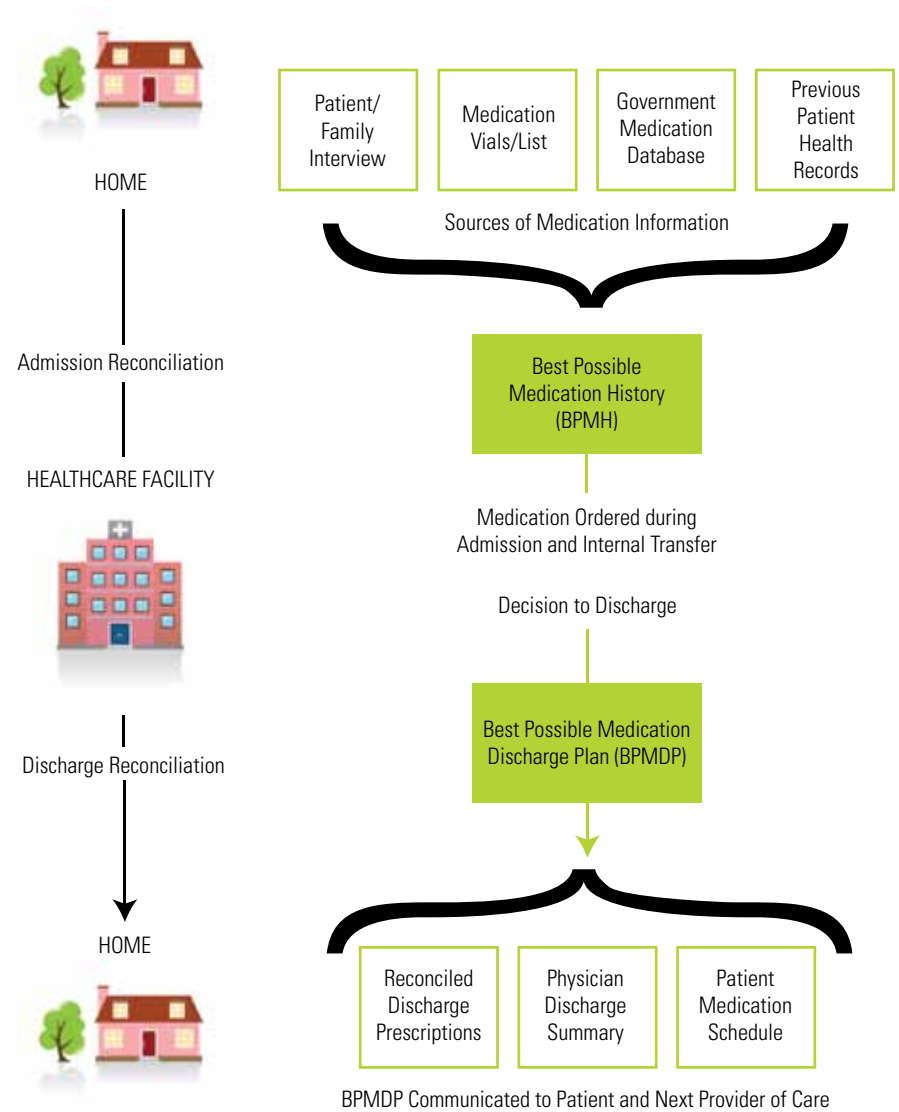 HOME
Admission Reconciliation
HEALTHCARE FACILITY
Discharge Reconciliation
HOME
Patient/
Family
Interview
Medication
Vials/List
Government
Medication
Database
Previous
Patient
Health
Records
Sources of Medication Information
Best Possible
Medication History
(BPMH)
Medication Ordered during
Admission and Internal Transfer
Decision to Discharge
Best Possible Medication
Discharge Plan (BPMDP)
Reconciled
Discharge
Prescriptions
Physician
Discharge
Summary
Patient
Medication
Schedule
BPMDP Communicated to Patient and Next Provider of Care